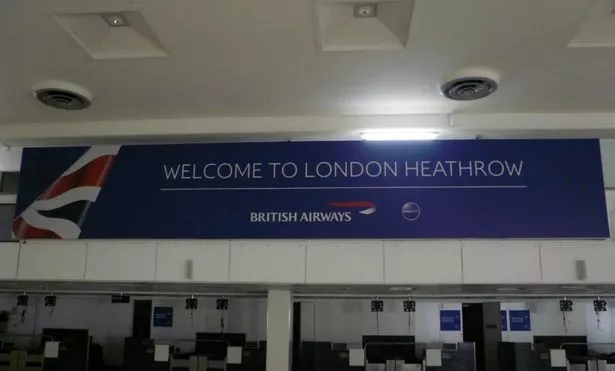 WELCOME TO LONDON HEATHROW
BRITISH AIRWAYS